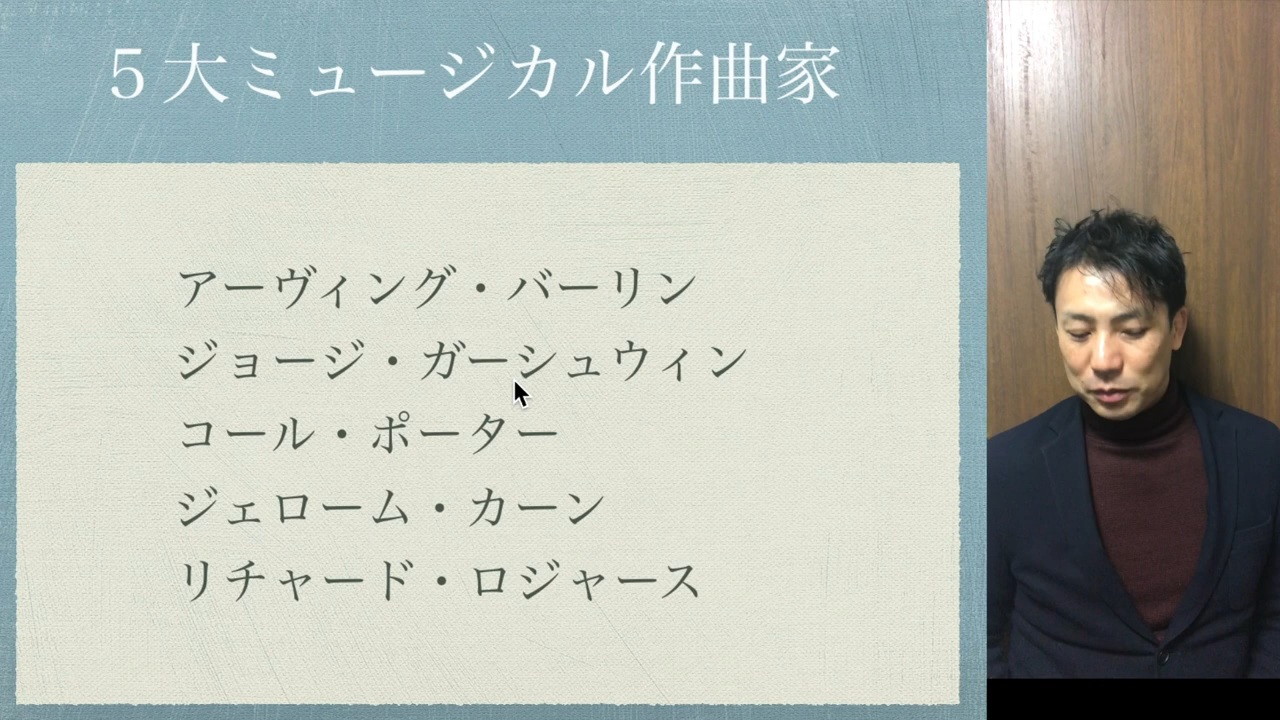 ５大ミュージカル作曲家
アーヴィング・バーリン
ジョージ・ガーシュウィン
コール・ポーター
ジェローム・カーン
リチャード・ロジャース